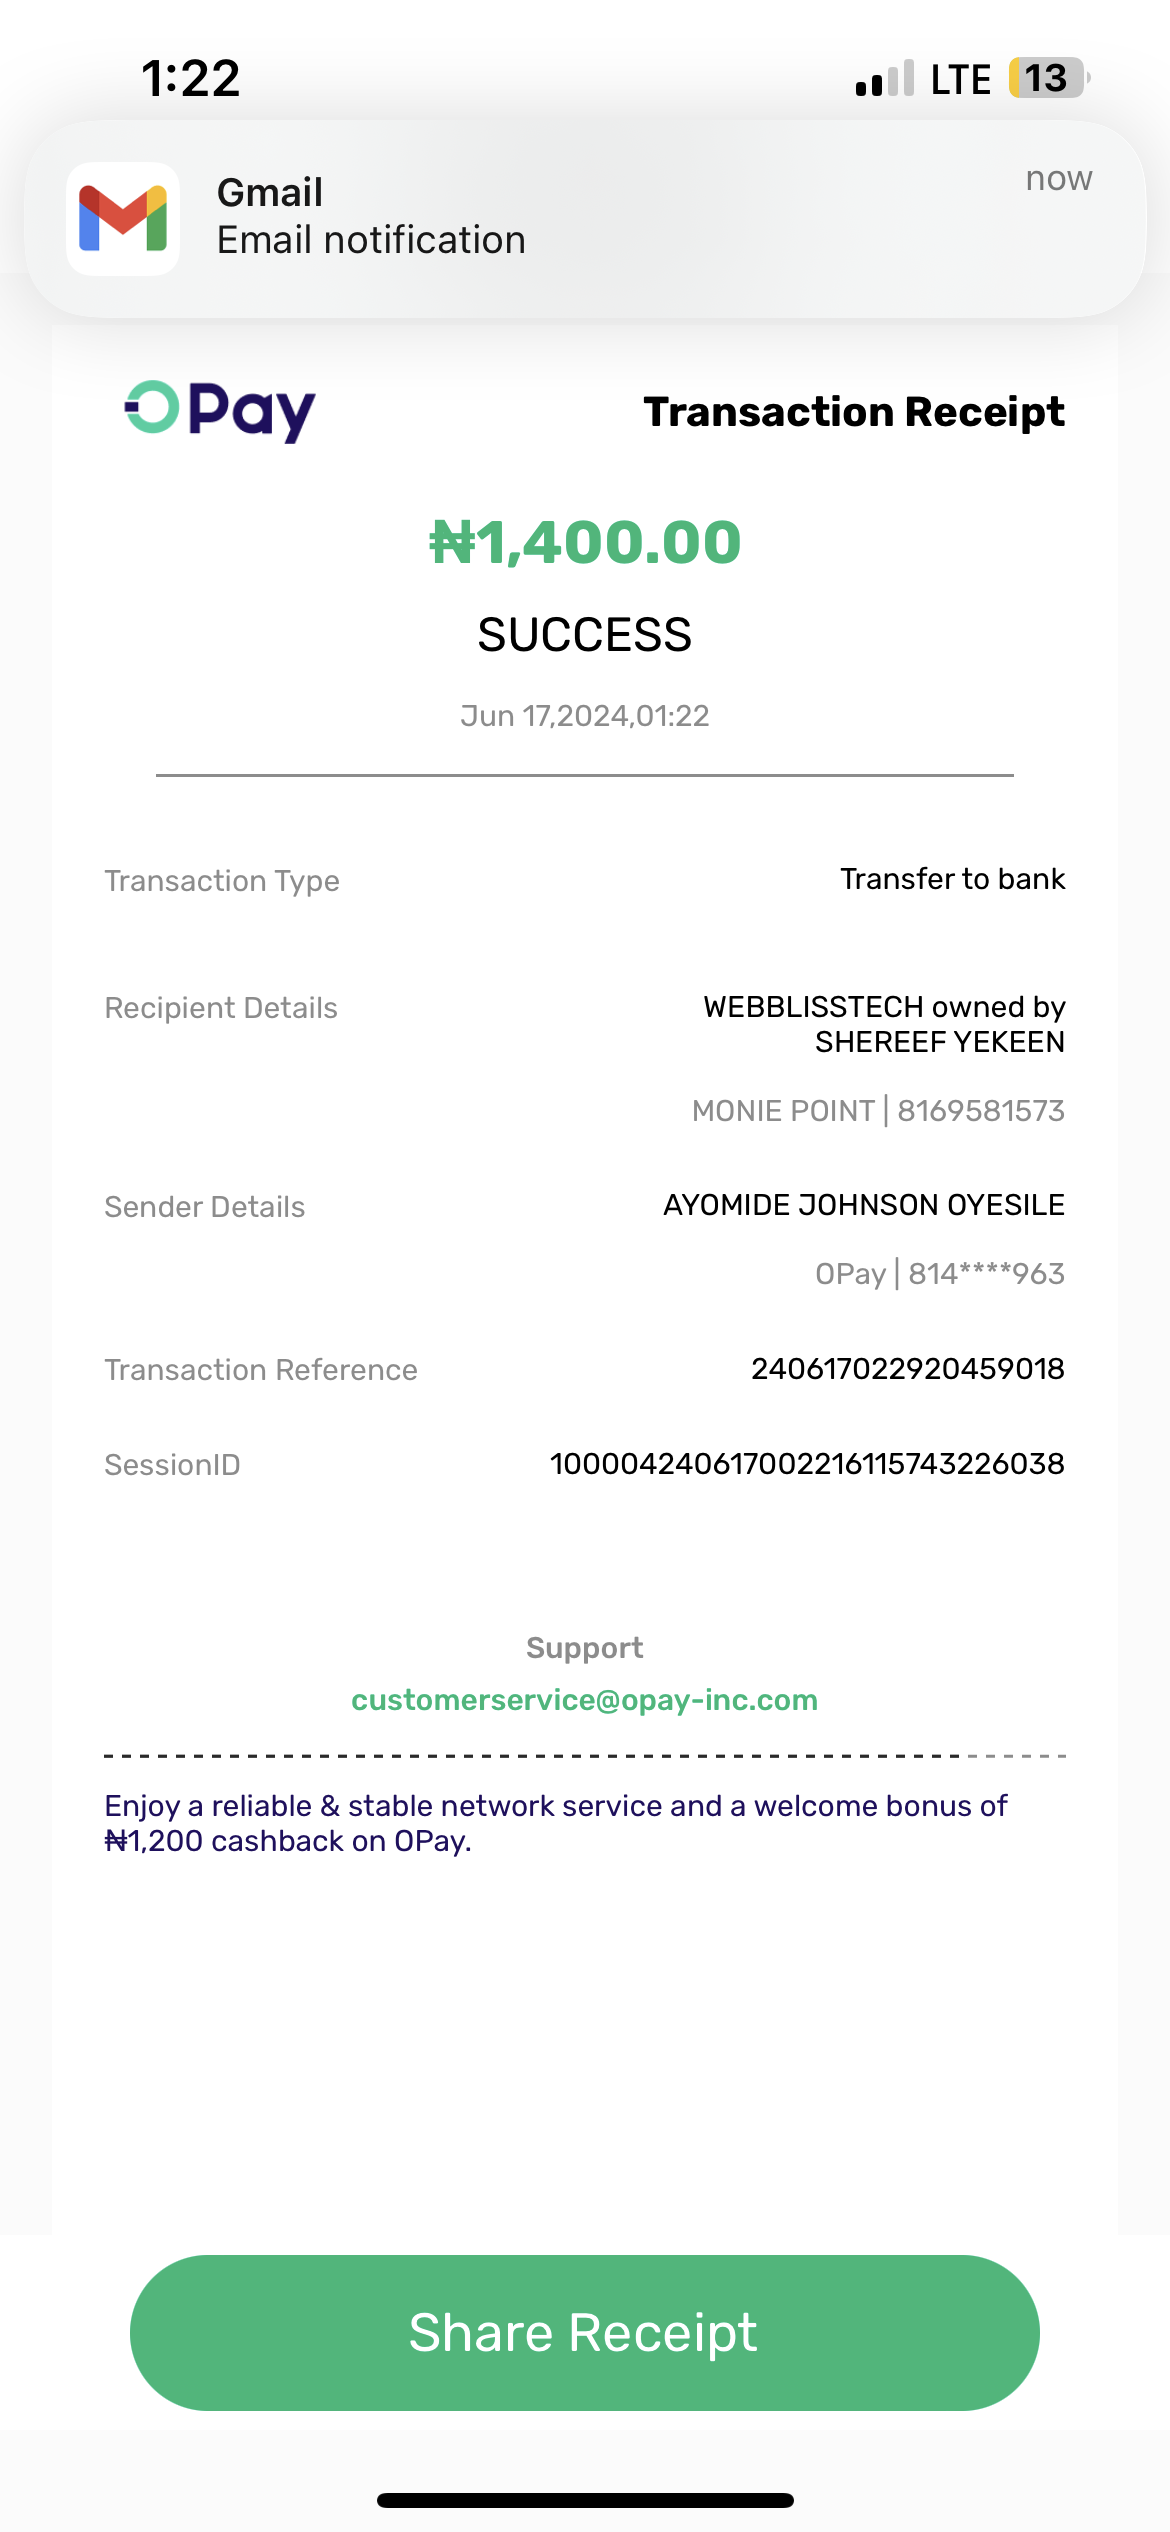 1:22 LTE 13
Gmail now
Email notification
OPay Transaction Receipt
₦1,400.00
SUCCESS
Jun 17,2024,01:22
Transaction Type Transfer to bank
Recipient Details WEBBLISSTECH owned by
SHEREEF YEKEEN
MONIE POINT | 8169581573
Sender Details AYOMIDE JOHNSON OYESILE
OPay | 814****963
Transaction Reference 240617022920459018
SessionID 100004240617002216115743226038
Support
customerservice@opay-inc.com
Enjoy a reliable & stable network service and a welcome bonus of
₦1,200 cashback on OPay.
Share Receipt